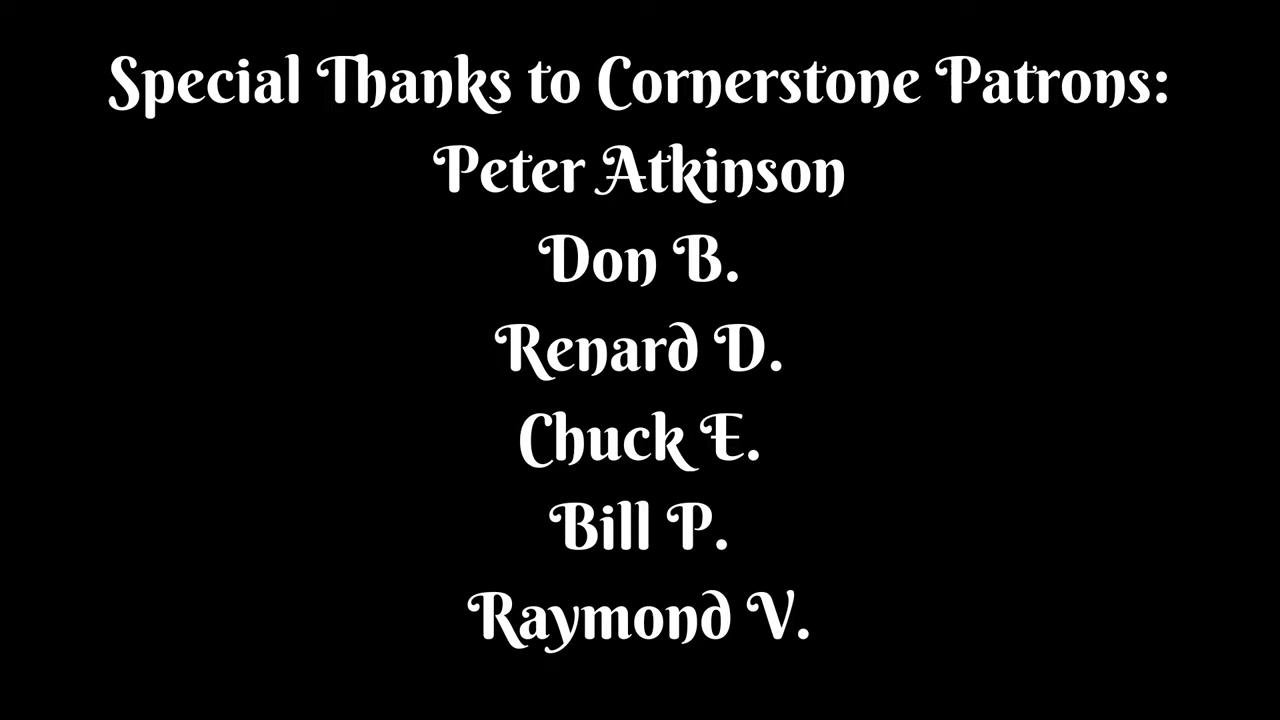 Special Thanks to Cornerstone Patrons:
Peter Atkinson
Don B.
Renard D.
Chuck E.
Bill P.
Raymond V.